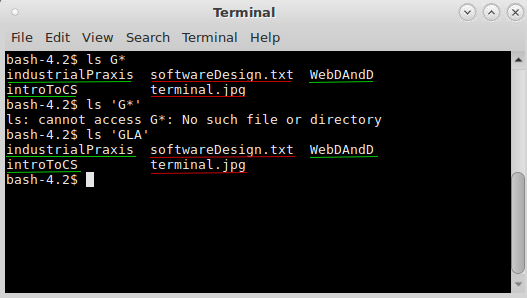 Terminal
File Edit View Search Terminal Help
bash-4.2$ ls G*
industrialPraxis softwareDesign.txt WebDAndD
introToCS terminal.jpg
bash-4.2$ ls 'G*'
ls: cannot access G*: No such file or directory
bash-4.2$ ls 'GLA'
industrialPraxis softwareDesign.txt WebDAndD
introToCS terminal.jpg
bash-4.2$